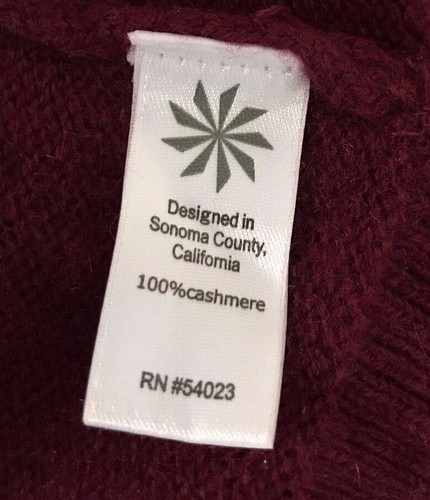 Designed in
Sonoma County,
California
100%cashmere
RN #54023